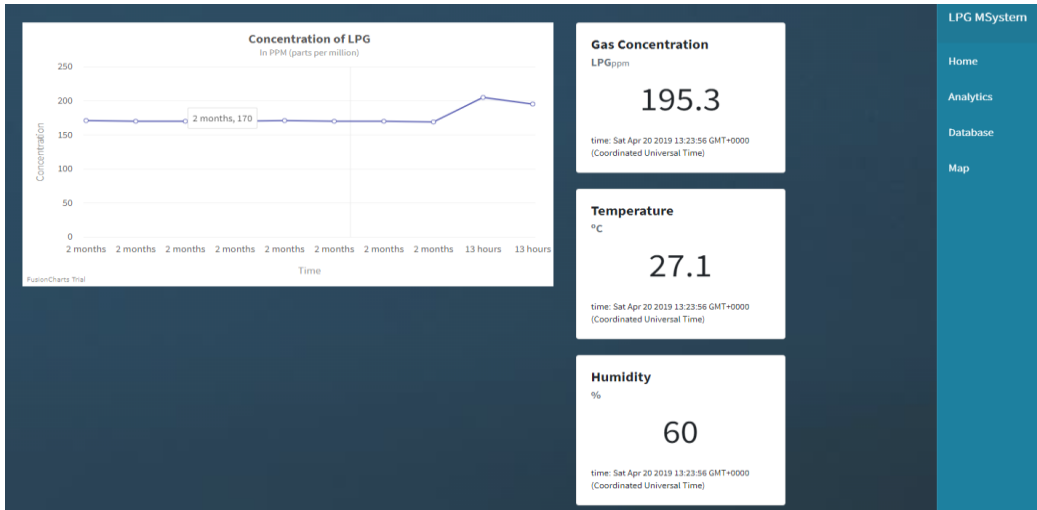 Concentration of LPG
In PPM (parts per million)
250
200
150
100
50
0
Concentration
2 months, 170
2 months 2 months 2 months 2 months 2 months 2 months 2 months 2 months 13 hours 13 hours
Time
FusionCharts Trial
Gas Concentration
LPGppm
195.3
time: Sat Apr 20 2019 13:23:56 GMT+0000
(Coordinated Universal Time)
Temperature
°C
27.1
time: Sat Apr 20 2019 13:23:56 GMT+0000
(Coordinated Universal Time)
Humidity
%
60
time: Sat Apr 20 2019 13:23:56 GMT+0000
(Coordinated Universal Time)
LPG MSystem
Home
Analytics
Database
Map